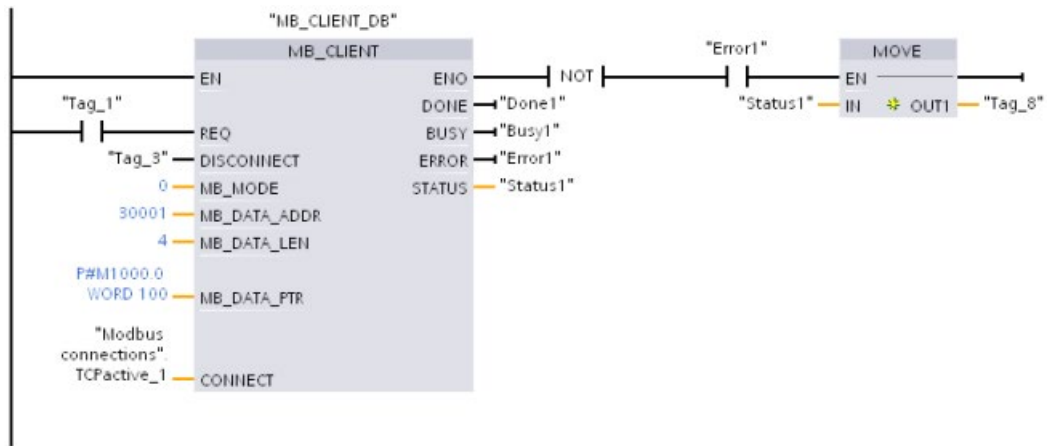 "MB_CLIENT_DB"
MB_CLIENT
"Error1"
MOVE
EN
ENO
NOT
EN
"Tag_1"
DONE
"Done1"
"Status1"
IN
OUT1
"Tag_8"
REQ
BUSY
"Busy1"
"Tag_3"
DISCONNECT
ERROR
"Error1"
0
MB_MODE
STATUS
"Status1"
30001
MB_DATA_ADDR
4
MB_DATA_LEN
P#M1000.0
WORD 100
MB_DATA_PTR
"Modbus
connections".
TCPactive_1
CONNECT